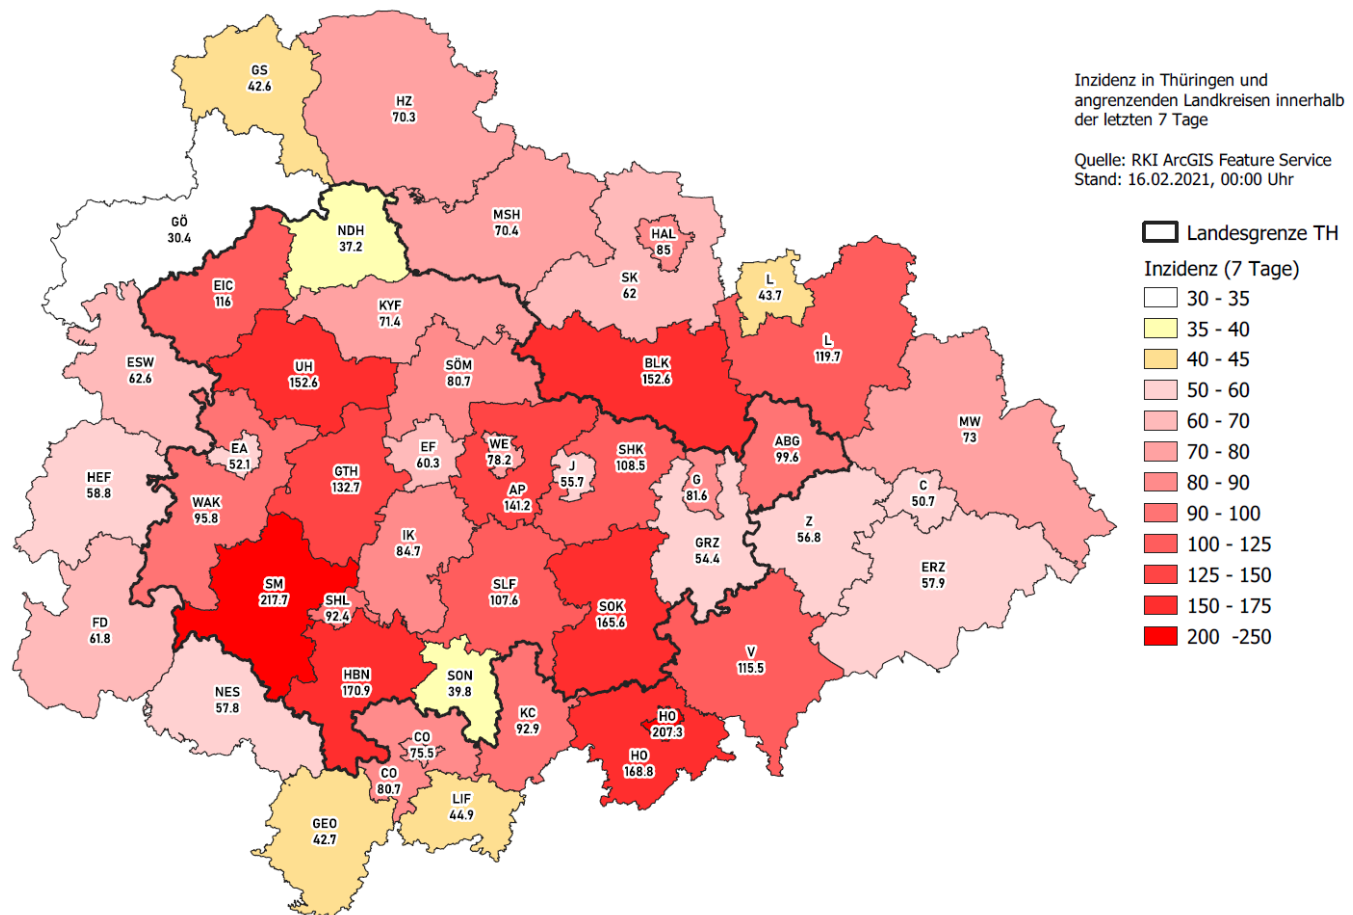 GS
42.6
HZ
70.3
GÖ
30.4
NDH
37.2
MSH
70.4
HAL
85
SK
62
L
43.7
EIC
116
KYF
71.4
L
119.7
ESW
62.6
UH
152.6
SÖM
80.7
BLK
152.6
MW
73
EA
52.1
EF
60.3
WE
78.2
J
55.7
SHK
108.5
ABG
99.6
HEF
58.8
GTH
132.7
G
81.6
C
50.7
WAK
95.8
AP
141.2
Z
56.8
IK
84.7
GRZ
54.4
ERZ
57.9
SM
217.7
SHL
92.4
SLF
107.6
SOK
165.6
FD
61.8
V
115.5
HBN
170.9
SON
39.8
NES
57.8
KC
92.9
HO
207.3
CO
75.5
HO
168.8
CO
80.7
LIF
44.9
GEO
42.7
Inzidenz in Thüringen und
angrenzenden Landkreisen innerhalb
der letzten 7 Tage
Quelle: RKI ArcGIS Feature Service
Stand: 16.02.2021, 00:00 Uhr
Landesgrenze TH
Inzidenz (7 Tage)
30 - 35
35 - 40
40 - 45
50 - 60
60 - 70
70 - 80
80 - 90
90 - 100
100 - 125
125 - 150
150 - 175
200 -250